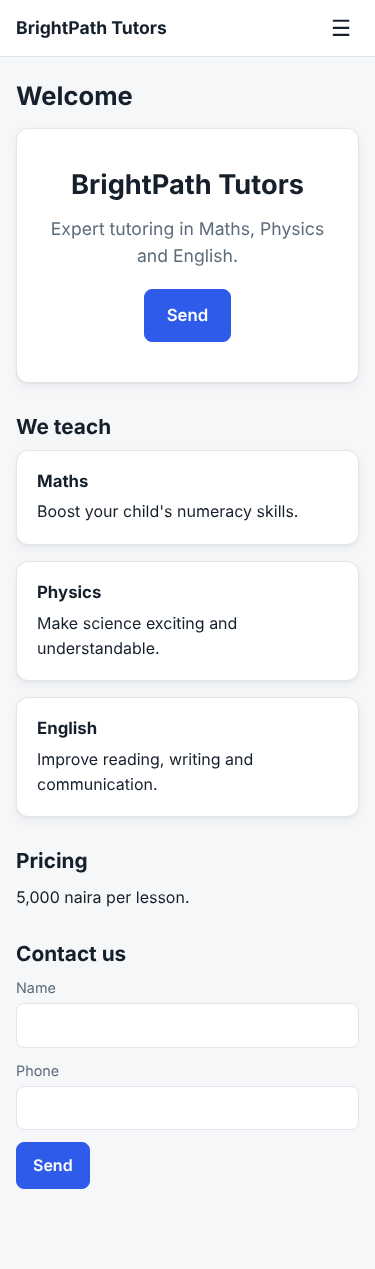 BrightPath Tutors
☰
Welcome
BrightPath Tutors
Expert tutoring in Maths, Physics
and English.
Send
We teach
Maths
Boost your child's numeracy skills.
Physics
Make science exciting and
understandable.
English
Improve reading, writing and
communication.
Pricing
5,000 naira per lesson.
Contact us
Name
Phone
Send